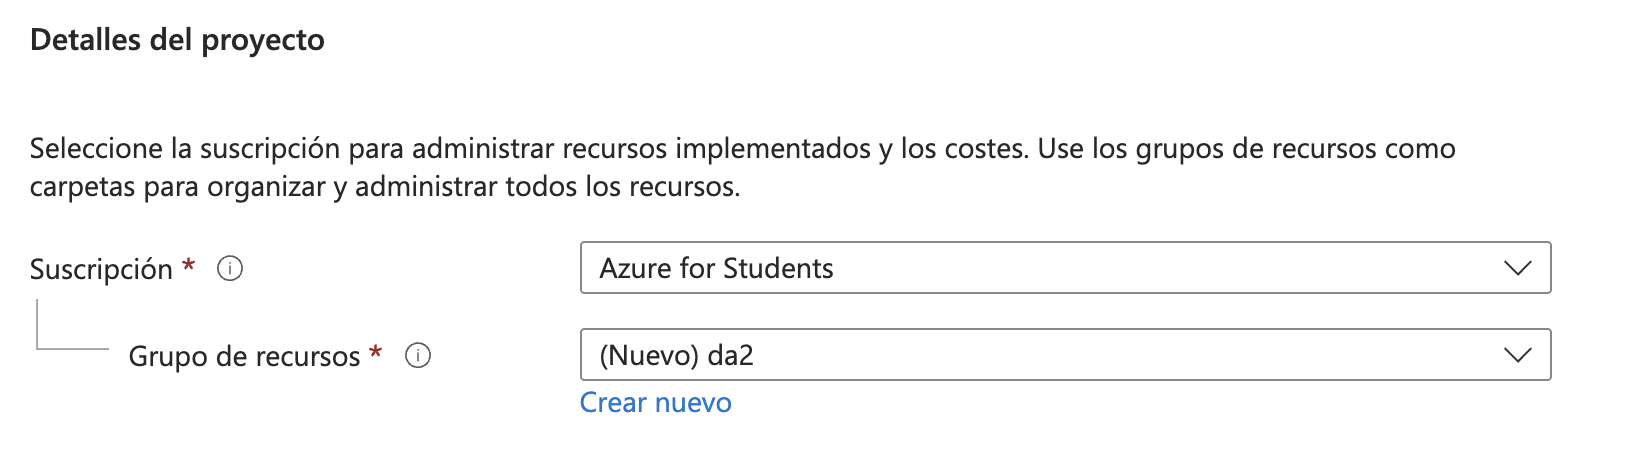 Detalles del proyecto
Seleccione la suscripción para administrar recursos implementados y los costes. Use los grupos de recursos como
carpetas para organizar y administrar todos los recursos.
Suscripción *
Azure for Students
Grupo de recursos *
(Nuevo) da2
Crear nuevo